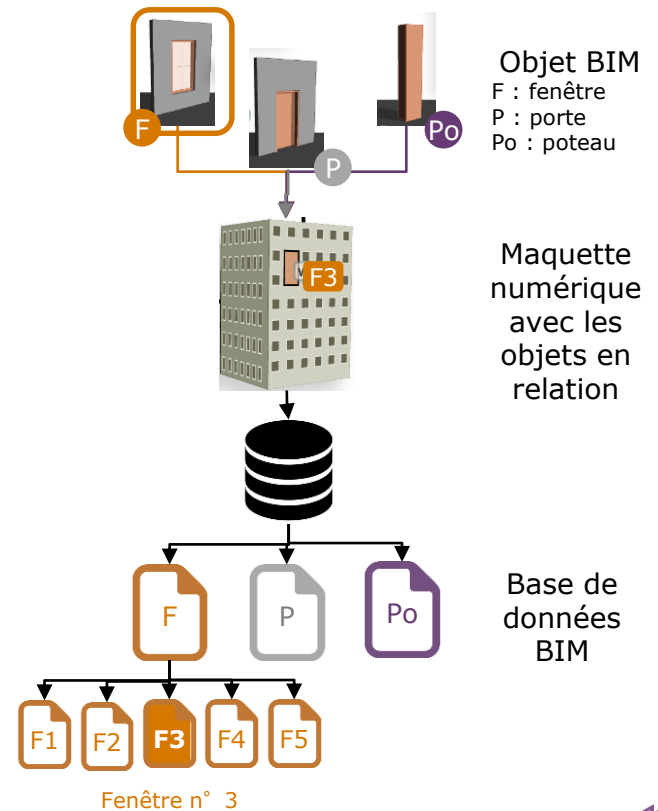 Objet BIM
F : fenêtre
P : porte
Po : poteau
F
P
Po
F3
Maquette
numérique
avec les
objets en
relation
F
P
Po
Base de
données
BIM
F1
F2
F3
F4
F5
Fenêtre n° 3